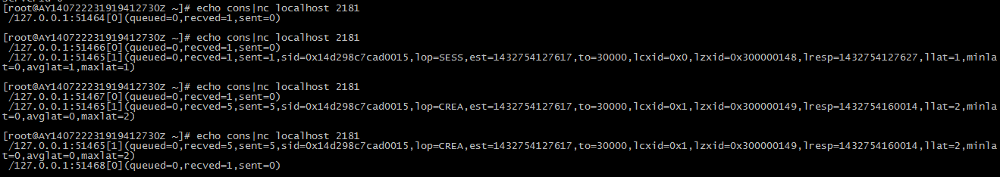 [root@AY140722231919412730Z ~]# echo cons|nc localhost 2181
 /127.0.0.1:51464[0](queued=0,recved=1,sent=0)
[root@AY140722231919412730Z ~]# echo cons|nc localhost 2181
 /127.0.0.1:51466[0](queued=0,recved=1,sent=0)
 /127.0.0.1:51465[1](queued=0,recved=1,sent=1,sid=0x14d298c7cad0015,lop=SESS,est=1432754127617,to=30000,lcxid=0x0,lzxid=0x300000148,lresp=1432754127627,llat=1,minla
t=0,avglat=1,maxlat=1)
[root@AY140722231919412730Z ~]# echo cons|nc localhost 2181
 /127.0.0.1:51467[0](queued=0,recved=1,sent=0)
 /127.0.0.1:51465[1](queued=0,recved=5,sent=5,sid=0x14d298c7cad0015,lop=CREA,est=1432754127617,to=30000,lcxid=0x1,lzxid=0x300000149,lresp=1432754160014,llat=2,minla
t=0,avglat=0,maxlat=2)
[root@AY140722231919412730Z ~]# echo cons|nc localhost 2181
 /127.0.0.1:51465[1](queued=0,recved=5,sent=5,sid=0x14d298c7cad0015,lop=CREA,est=1432754127617,to=30000,lcxid=0x1,lzxid=0x300000149,lresp=1432754160014,llat=2,minla
t=0,avglat=0,maxlat=2)
 /127.0.0.1:51468[0](queued=0,recved=1,sent=0)